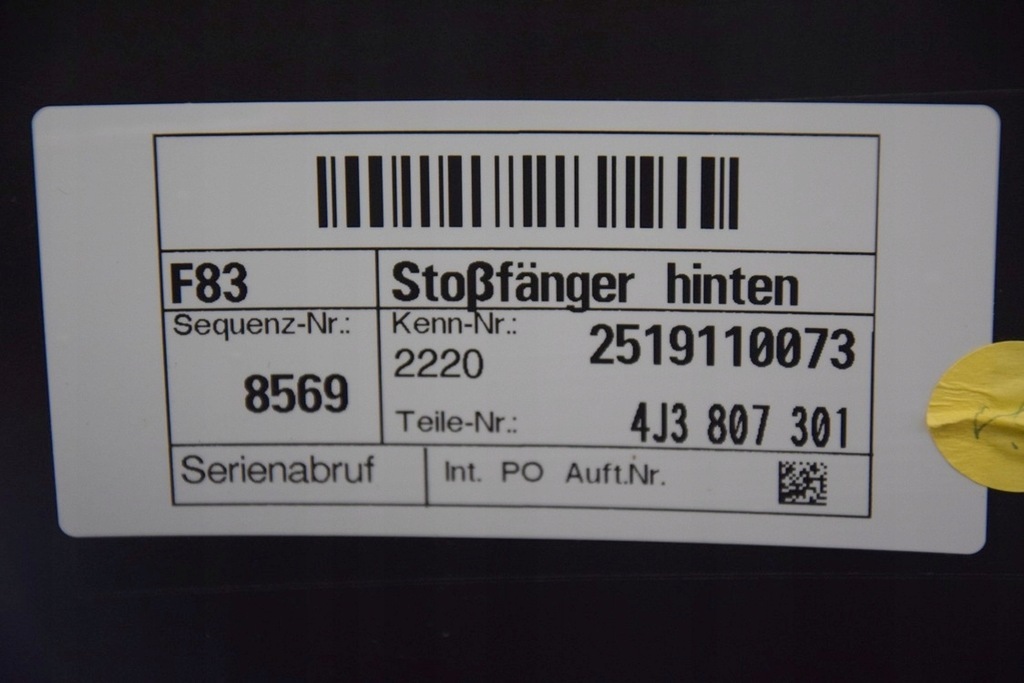 F83 Stoßfänger hinten
Sequenz-Nr.: Kenn-Nr.: 2519110073
8569 2220
Teile-Nr.: 4J3 807 301
Serienabruf Int. PO Auft.Nr.